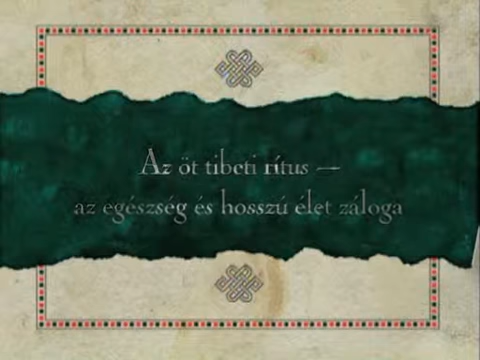 Az öt tibeti rítus —
az egészség és hosszú élet záloga